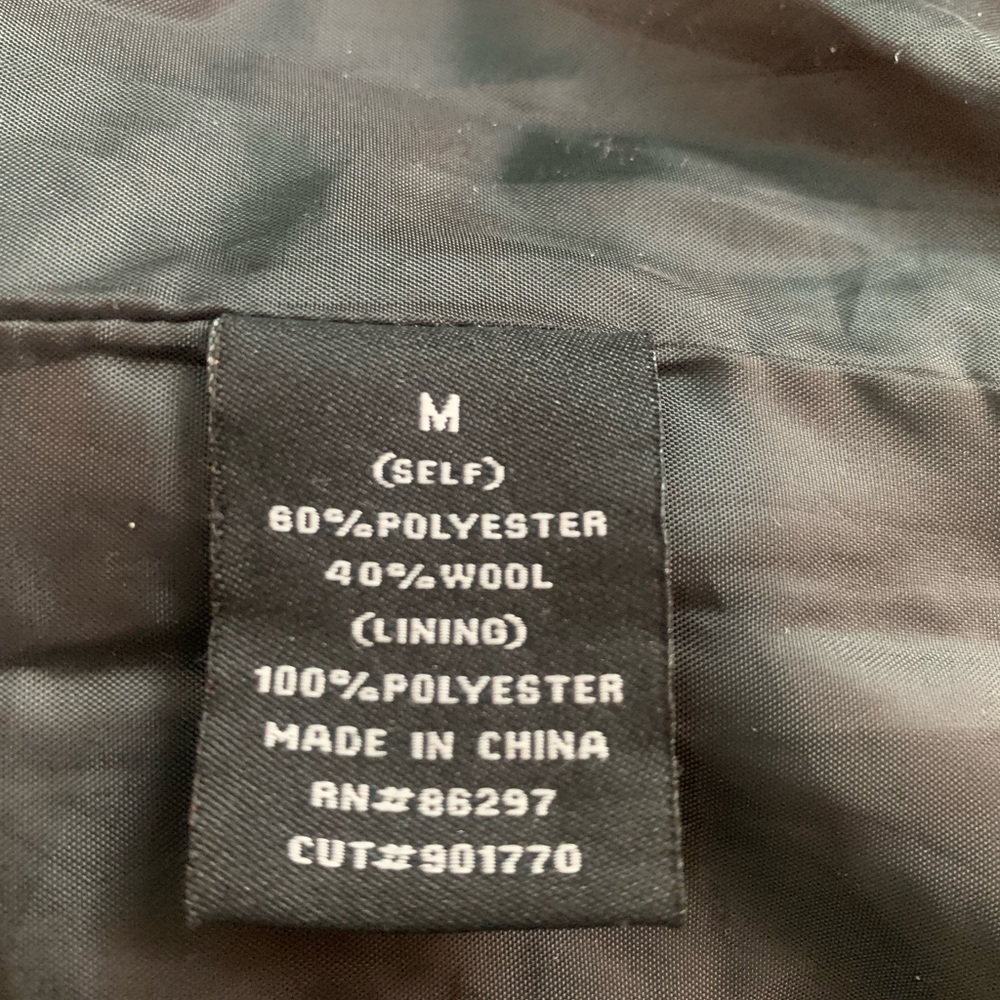 M
(SELF)
60%POLYESTER
40%WOOL
(LINING)
100%POLYESTER
MADE IN CHINA
RN#86297
CUT#901770